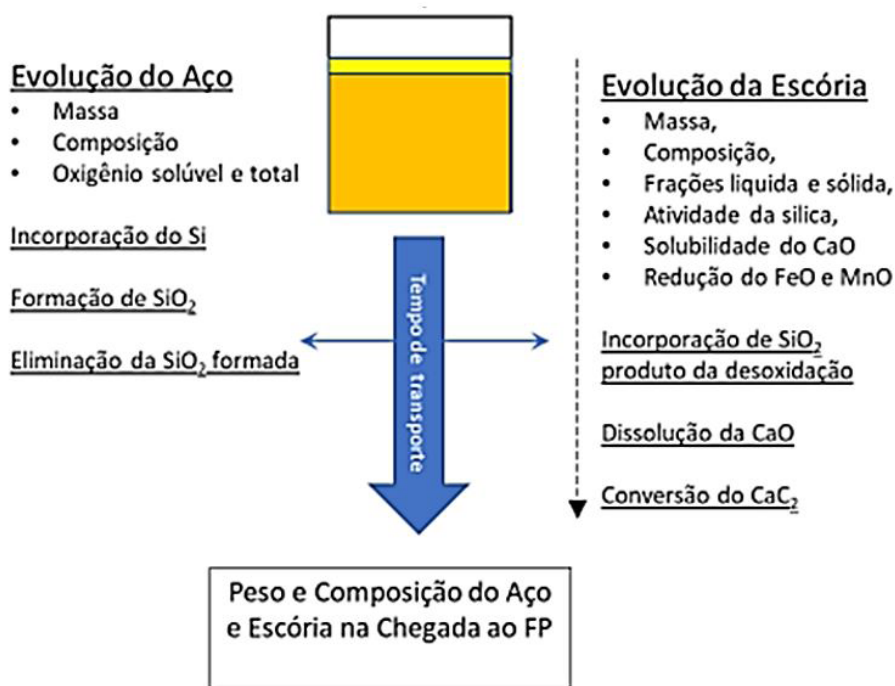 Evolução do Aço
• Massa
• Composição
• Oxigênio solúvel e total
Incorporação do Si
Formação de SiO₂
Eliminação da SiO₂ formada
Tempo de transporte
Evolução da Escória
• Massa,
• Composição,
• Frações liquida e sólida,
• Atividade da silica,
• Solubilidade do CaO
• Redução do FeO e MnO
Incorporação de SiO₂
produto da desoxidação
Dissolução da CaO
Conversão do CaC₂
Peso e Composição do Aço
e Escória na Chegada ao FP